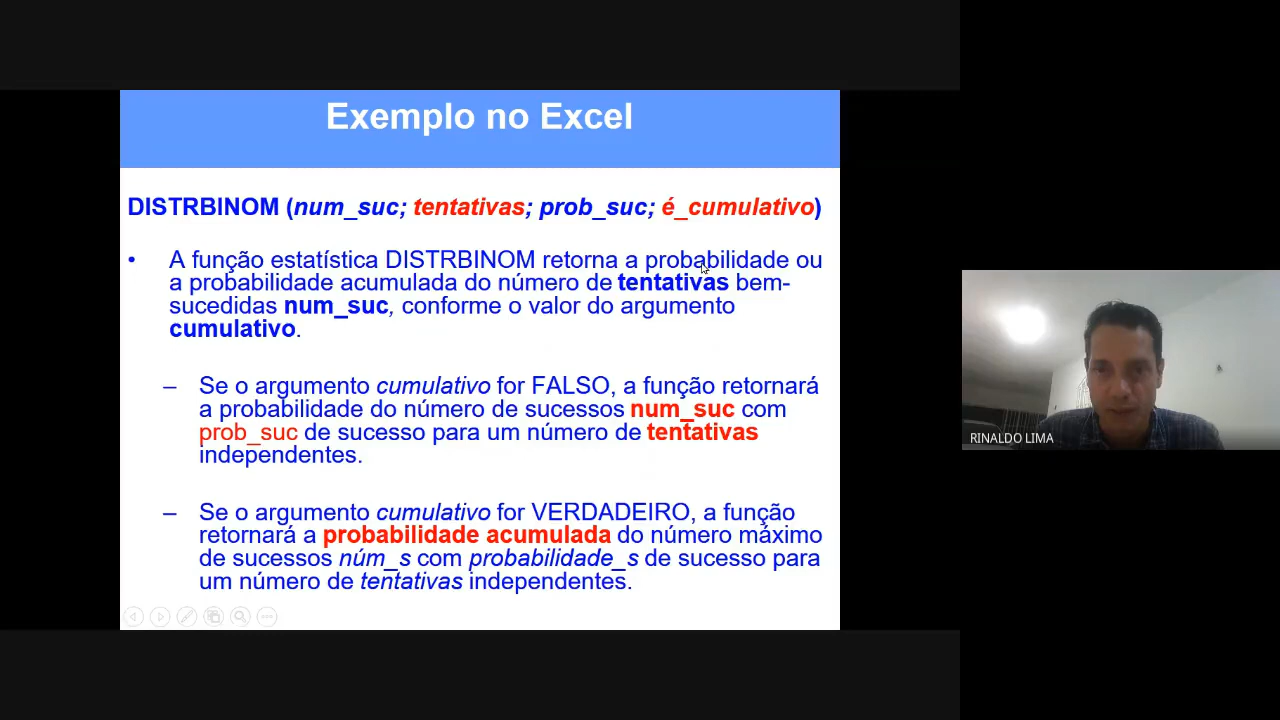 Exemplo no Excel
DISTRBINOM (num_suc; tentativas; prob_suc; é_cumulativo)
• A função estatística DISTRBINOM retorna a probabilidade ou
a probabilidade acumulada do número de tentativas bem-
sucedidas num_suc, conforme o valor do argumento
cumulativo.
– Se o argumento cumulativo for FALSO, a função retornará
a probabilidade do número de sucessos num_suc com
prob_suc de sucesso para um número de tentativas
independentes.
– Se o argumento cumulativo for VERDADEIRO, a função
retornará a probabilidade acumulada do número máximo
de sucessos núm_s com probabilidade_s de sucesso para
um número de tentativas independentes.
RINALDO LIMA